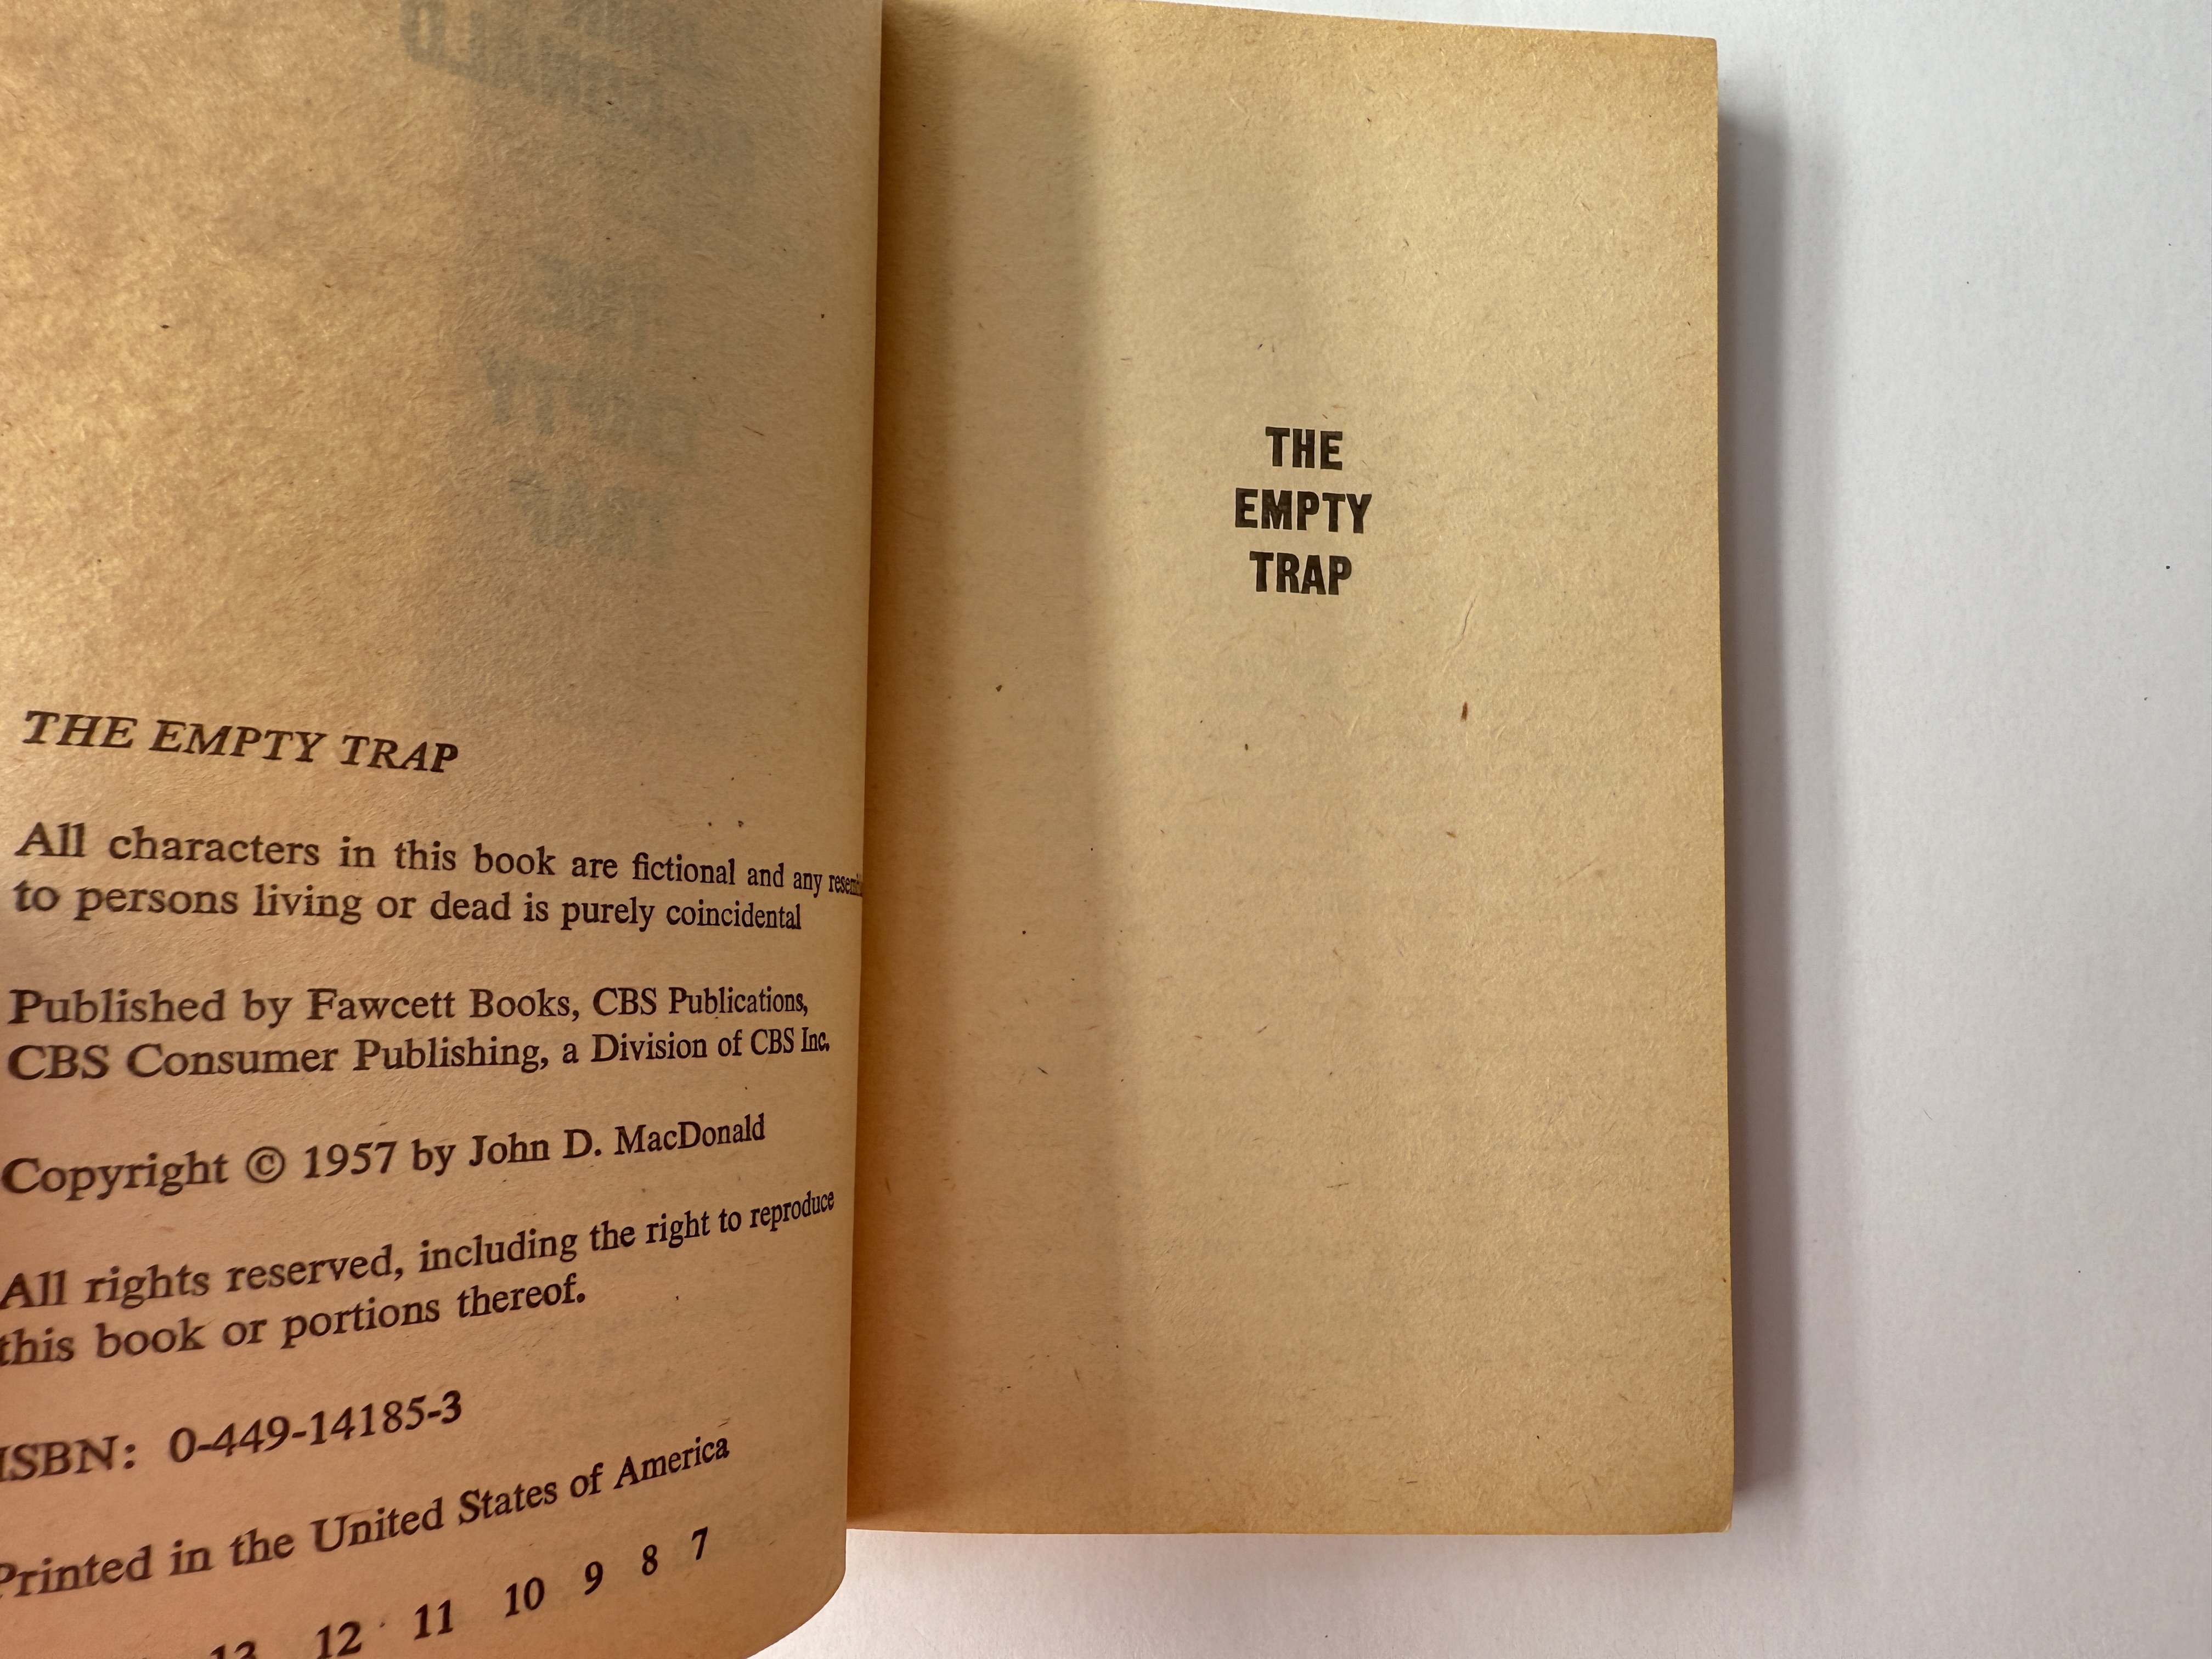 THE EMPTY TRAP
All characters in this book are fictional and any
to persons living or dead is purely coincidental
Published by Fawcett Books, CBS Publications,
CBS Consumer Publishing, a Division of CBS Inc.
Copyright © 1957 by John D. MacDonald
All rights reserved, including the right to reproduce
this book or portions thereof.
ISBN: 0-449-14185-3
Printed in the United States of America
13 12 11 10 9 8 7
THE
EMPTY
TRAP